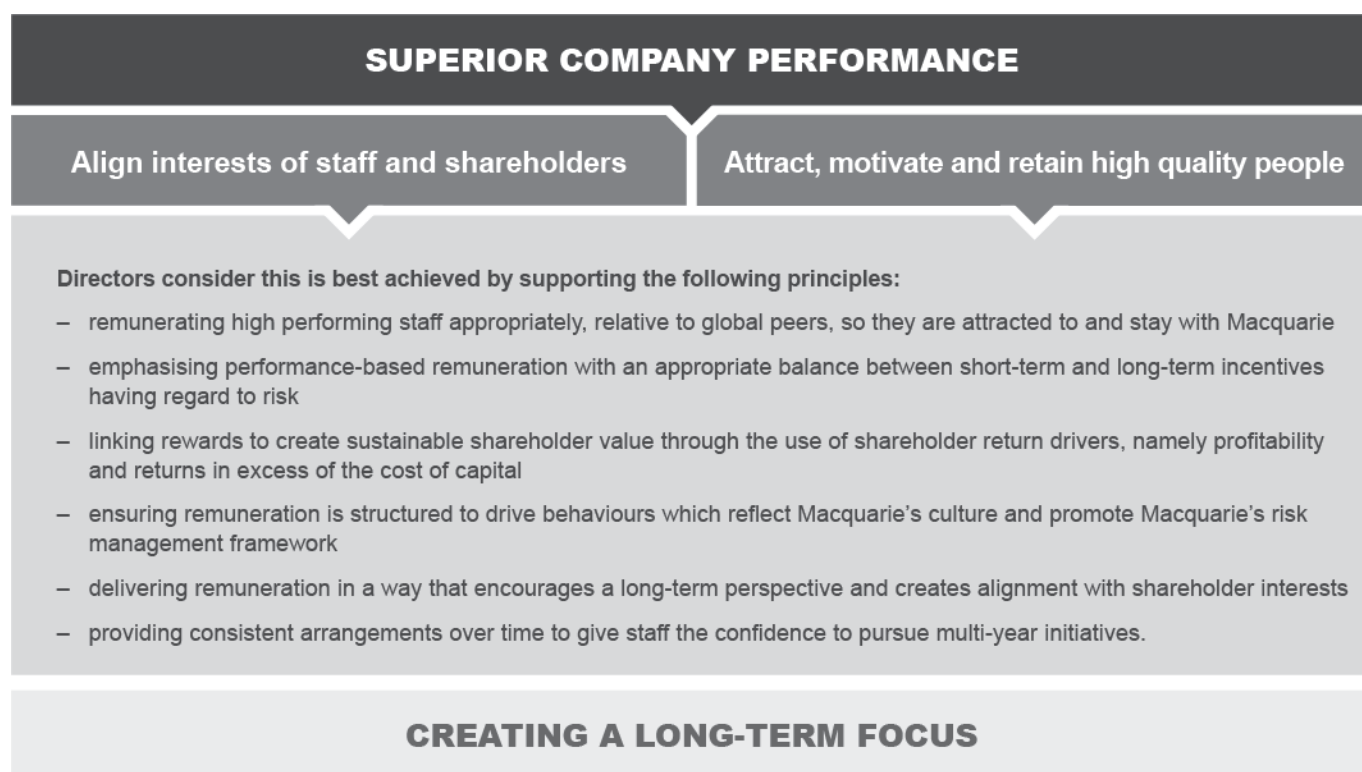 SUPERIOR COMPANY PERFORMANCE
Align interests of staff and shareholders
Attract, motivate and retain high quality people
Directors consider this is best achieved by supporting the following principles:
– remunerating high performing staff appropriately, relative to global peers, so they are attracted to and stay with Macquarie
– emphasising performance-based remuneration with an appropriate balance between short-term and long-term incentives
having regard to risk
– linking rewards to create sustainable shareholder value through the use of shareholder return drivers, namely profitability
and returns in excess of the cost of capital
– ensuring remuneration is structured to drive behaviours which reflect Macquarie’s culture and promote Macquarie’s risk
management framework
– delivering remuneration in a way that encourages a long-term perspective and creates alignment with shareholder interests
– providing consistent arrangements over time to give staff the confidence to pursue multi-year initiatives.
CREATING A LONG-TERM FOCUS